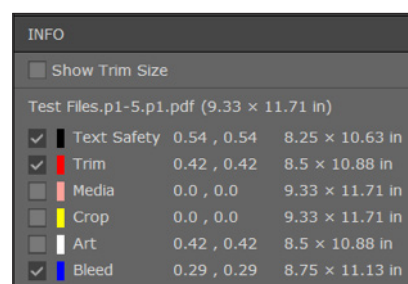 INFO
Show Trim Size
Test Files.p1-5.p1.pdf (9.33 × 11.71 in)
Text Safety 0.54 , 0.54 8.25 × 10.63 in
Trim 0.42 , 0.42 8.5 × 10.88 in
Media 0.0 , 0.0 9.33 × 11.71 in
Crop 0.0 , 0.0 9.33 × 11.71 in
Art 0.42 , 0.42 8.5 × 10.88 in
Bleed 0.29 , 0.29 8.75 × 11.13 in